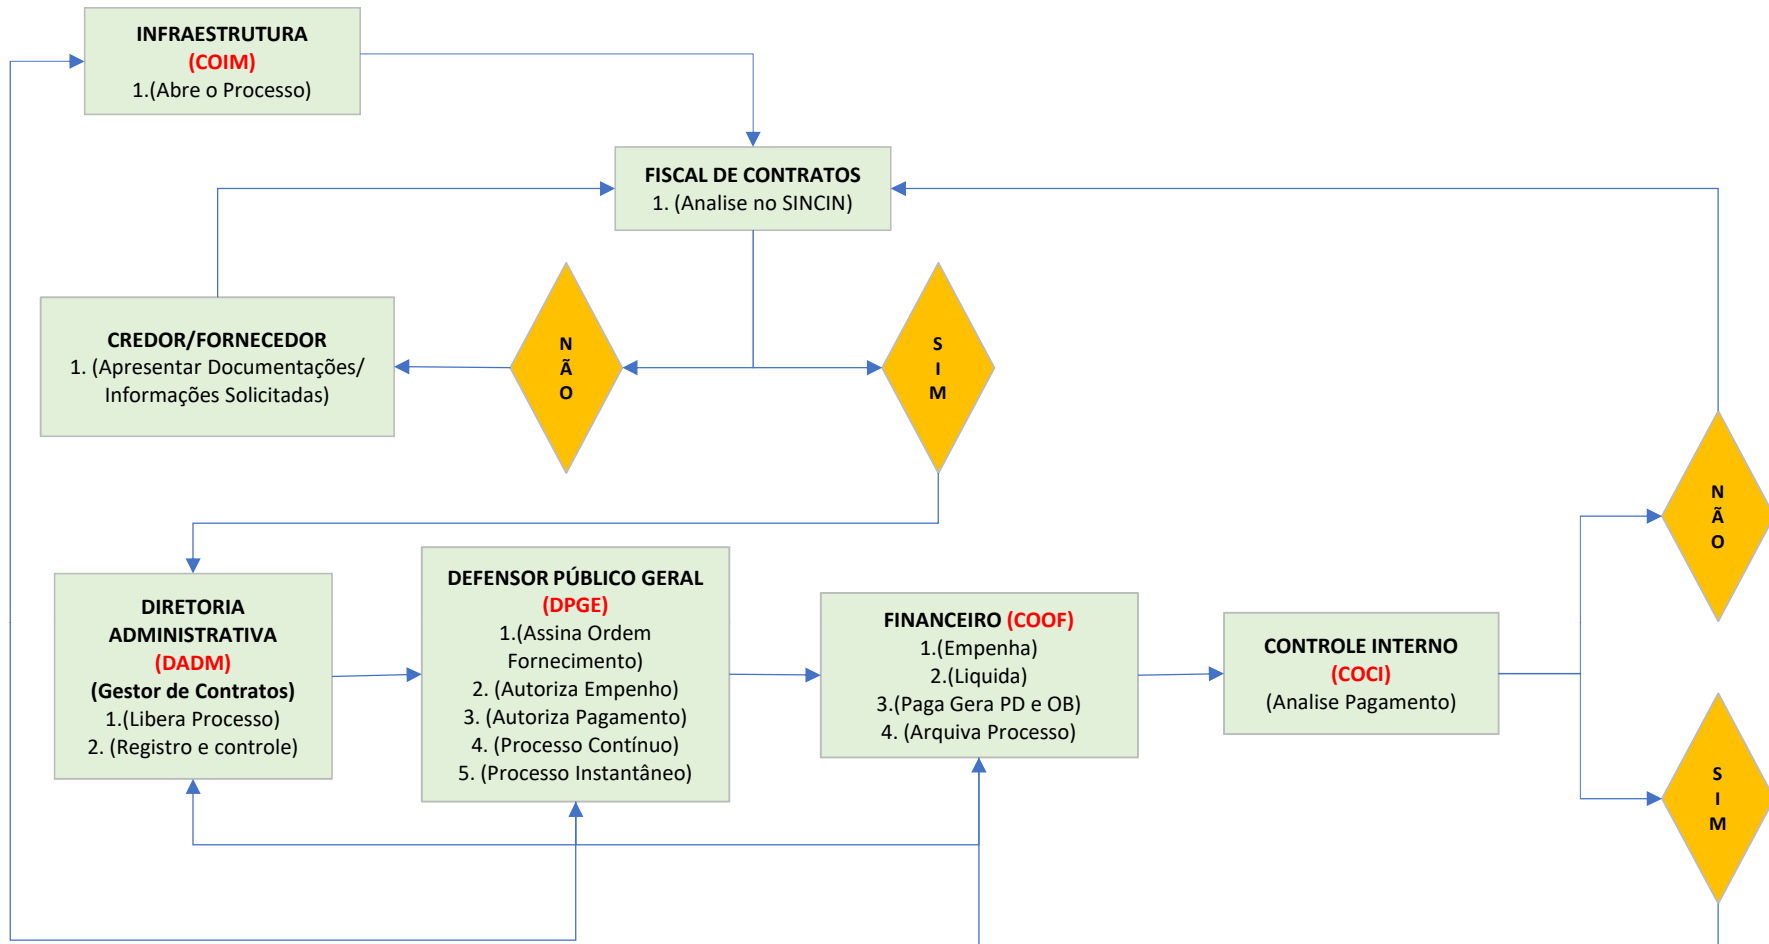 INFRAESTRUTURA
(COIM)
1.(Abre o Processo)
FISCAL DE CONTRATOS
1. (Analise no SINCIN)
CREDOR/FORNECEDOR
1. (Apresentar Documentações/
Informações Solicitadas)
N
Ã
O
S
I
M
DIRETORIA
ADMINISTRATIVA
(DADM)
(Gestor de Contratos)
1.(Libera Processo)
2. (Registro e controle)
DEFENSOR PÚBLICO GERAL
(DPGE)
1.(Assina Ordem
Fornecimento)
2. (Autoriza Empenho)
3. (Autoriza Pagamento)
4. (Processo Contínuo)
5. (Processo Instantâneo)
FINANCEIRO (COOF)
1.(Empenha)
2.(Liquida)
3.(Paga Gera PD e OB)
4. (Arquiva Processo)
CONTROLE INTERNO
(COCI)
(Analise Pagamento)
N
Ã
O
S
I
M